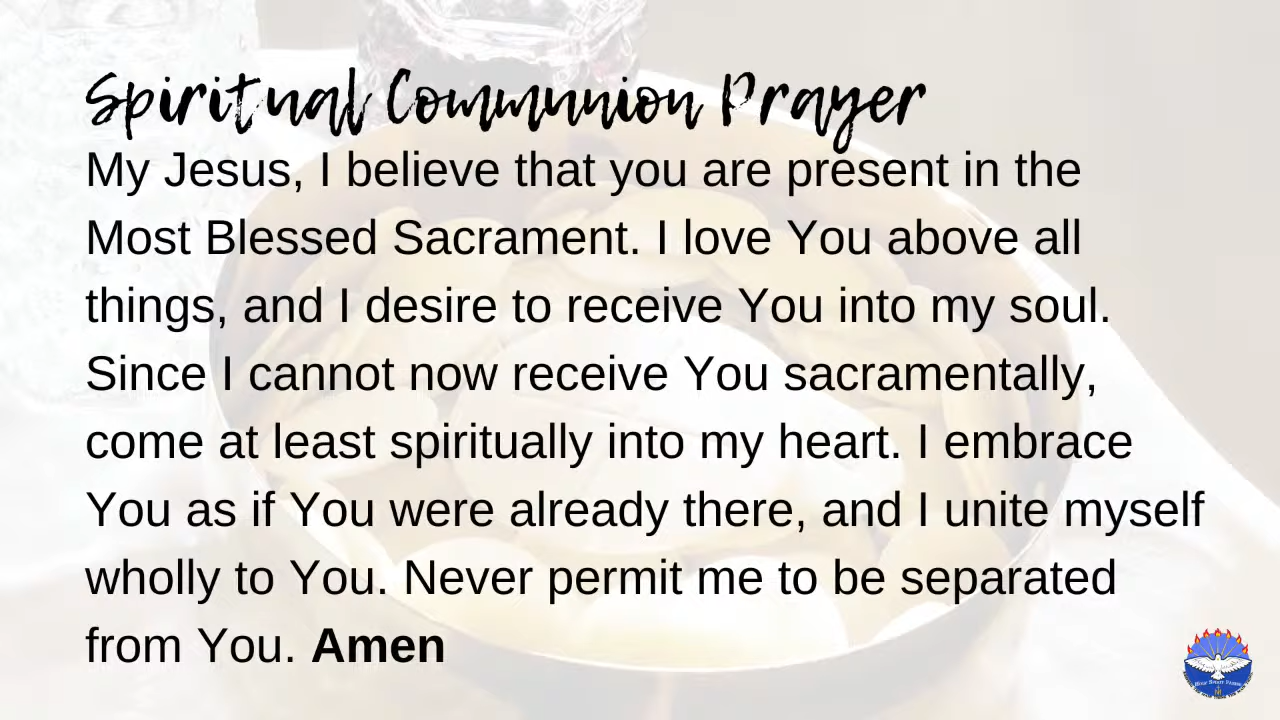 Spiritual Communion Prayer
My Jesus, I believe that you are present in the
Most Blessed Sacrament. I love You above all
things, and I desire to receive You into my soul.
Since I cannot now receive You sacramentally,
come at least spiritually into my heart. I embrace
You as if You were already there, and I unite myself
wholly to You. Never permit me to be separated
from You. Amen